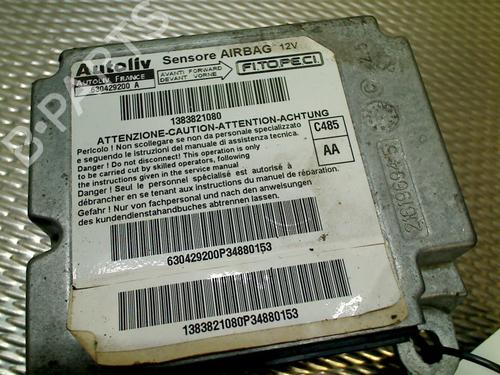 Autoliv
AUTOLIV FRANCE
630429200 A
Sensore AIRBAG 12V
AVANTI FORWARD
DEVANT VORNE
F.I.T.O.P.E.C.I.
1383821080
ATTENZIONE-CAUTION-ATTENTION-ACHTUNG
Pericolo ! Non scollegare se non da personale specializzato
e seguendo le istruzioni del manuale di assistenza tecnica.
Danger ! Do not disconnect! This operation is only
to be carried cut by skilled operators, following
the instructions given in the service manual.
Danger ! Seul le personnel spécialisé est autorisé à
débrancher en se tenant aux instructions du manuel de réparation.
Gefahr ! Nur von fachpersonal und nach den anweisungen
des kundendiensthandbuches abtrennen lassen.
C485
AA
630429200P34880153
1383821080P34880153
B-PARTS